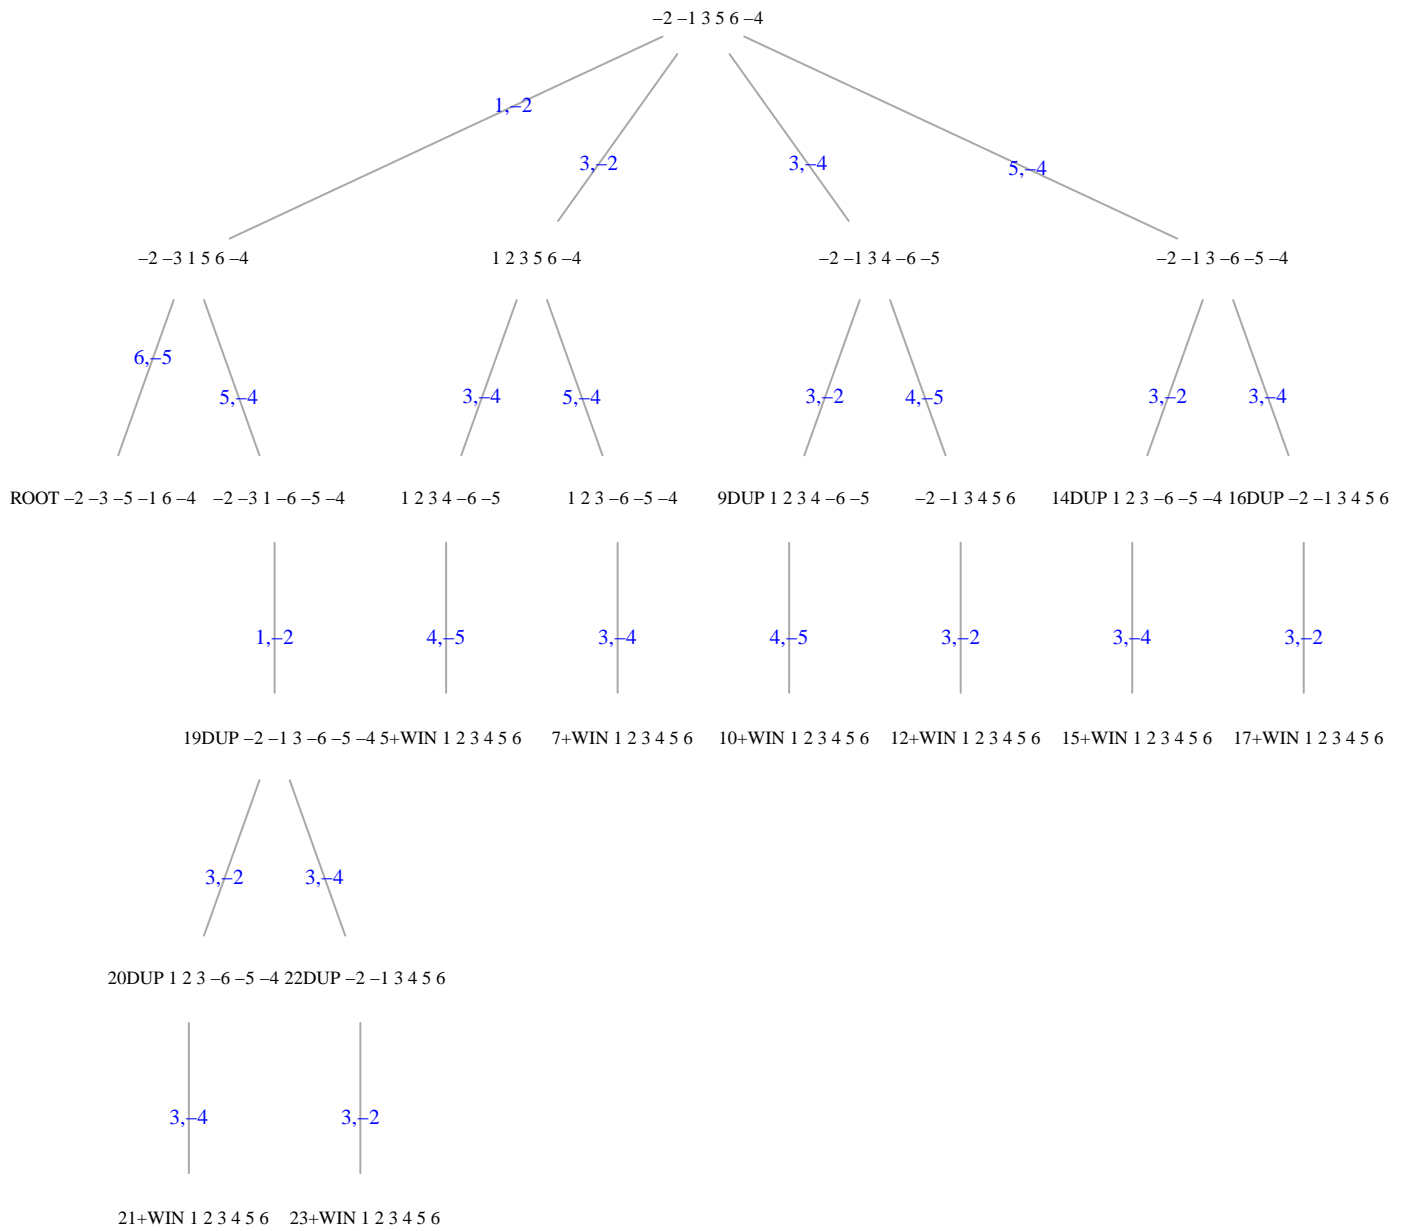 –2 –1 3 5 6 –4
1,–2
3,–2
3,–4
5,–4
–2 –3 1 5 6 –4
1 2 3 5 6 –4
–2 –1 3 4 –6 –5
–2 –1 3 –6 –5 –4
6,–5
5,–4
3,–4
5,–4
3,–2
4,–5
3,–2
3,–4
ROOT –2 –3 –5 –1 6 –4
–2 –3 1 –6 –5 –4
1 2 3 4 –6 –5
1 2 3 –6 –5 –4
9DUP 1 2 3 4 –6 –5
–2 –1 3 4 5 6
14DUP 1 2 3 –6 –5 –4
16DUP –2 –1 3 4 5 6
1,–2
4,–5
3,–4
4,–5
3,–2
3,–4
3,–2
19DUP –2 –1 3 –6 –5 –4
5+WIN 1 2 3 4 5 6
7+WIN 1 2 3 4 5 6
10+WIN 1 2 3 4 5 6
12+WIN 1 2 3 4 5 6
15+WIN 1 2 3 4 5 6
17+WIN 1 2 3 4 5 6
3,–2
3,–4
20DUP 1 2 3 –6 –5 –4
22DUP –2 –1 3 4 5 6
3,–4
3,–2
21+WIN 1 2 3 4 5 6
23+WIN 1 2 3 4 5 6